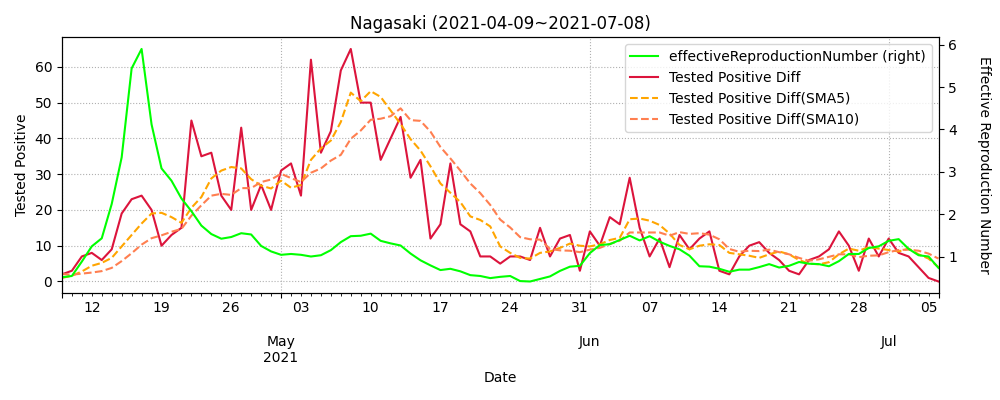 Nagasaki (2021-04-09~2021-07-08)
effectiveReproductionNumber (right)
Tested Positive Diff
Tested Positive Diff(SMA5)
Tested Positive Diff(SMA10)
Tested Positive
60
50
40
30
20
10
0
Effective Reproduction Number
6
5
4
3
2
1
12 19 26 03 10 17 24 31 07 14 21 28 05
May Jun Jul
2021
Date